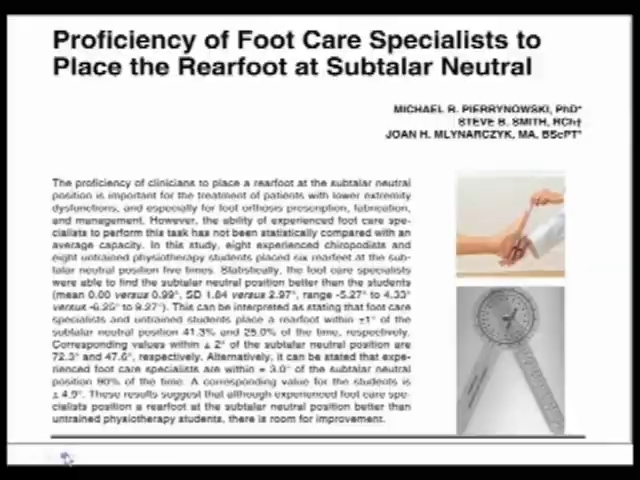 Proficiency of Foot Care Specialists to
Place the Rearfoot at Subtalar Neutral
MICHAEL R. PIERRYNOWSKI, PhD*
STEVE B. SMITH, RCh†
JOAN H. MLYNARCZYK, MA, BScPT*
The proficiency of clinicians to place a rearfoot at the subtalar neutral
position is important for the treatment of patients with lower extremity
dysfunctions, and especially for foot orthosis prescription, fabrication,
and management. However, the ability of experienced foot care spe-
cialists to perform this task has not been statistically compared with an
average capacity. In this study, eight experienced chiropodists and
eight untrained physiotherapy students placed six rearfeet at the sub-
talar neutral position five times. Statistically, the foot care specialists
were able to find the subtalar neutral position better than the students
(mean 0.00 versus 0.99°, SD 1.84 versus 2.97°, range -5.27° to 4.33°
versus -6.25° to 9.27°). This can be interpreted as stating that foot care
specialists and untrained students place a rearfoot within ±1° of the
subtalar neutral position 41.3% and 25.0% of the time, respectively.
Corresponding values within ± 2° of the subtalar neutral position are
72.3% and 47.6%, respectively. Alternatively, it can be stated that expe-
rienced foot care specialists are within ± 3.0° of the subtalar neutral
position 90% of the time. A corresponding value for the students is
± 4.9°. These results suggest that although experienced foot care spe-
cialists position a rearfoot at the subtalar neutral position better than
untrained physiotherapy students, there is room for improvement.